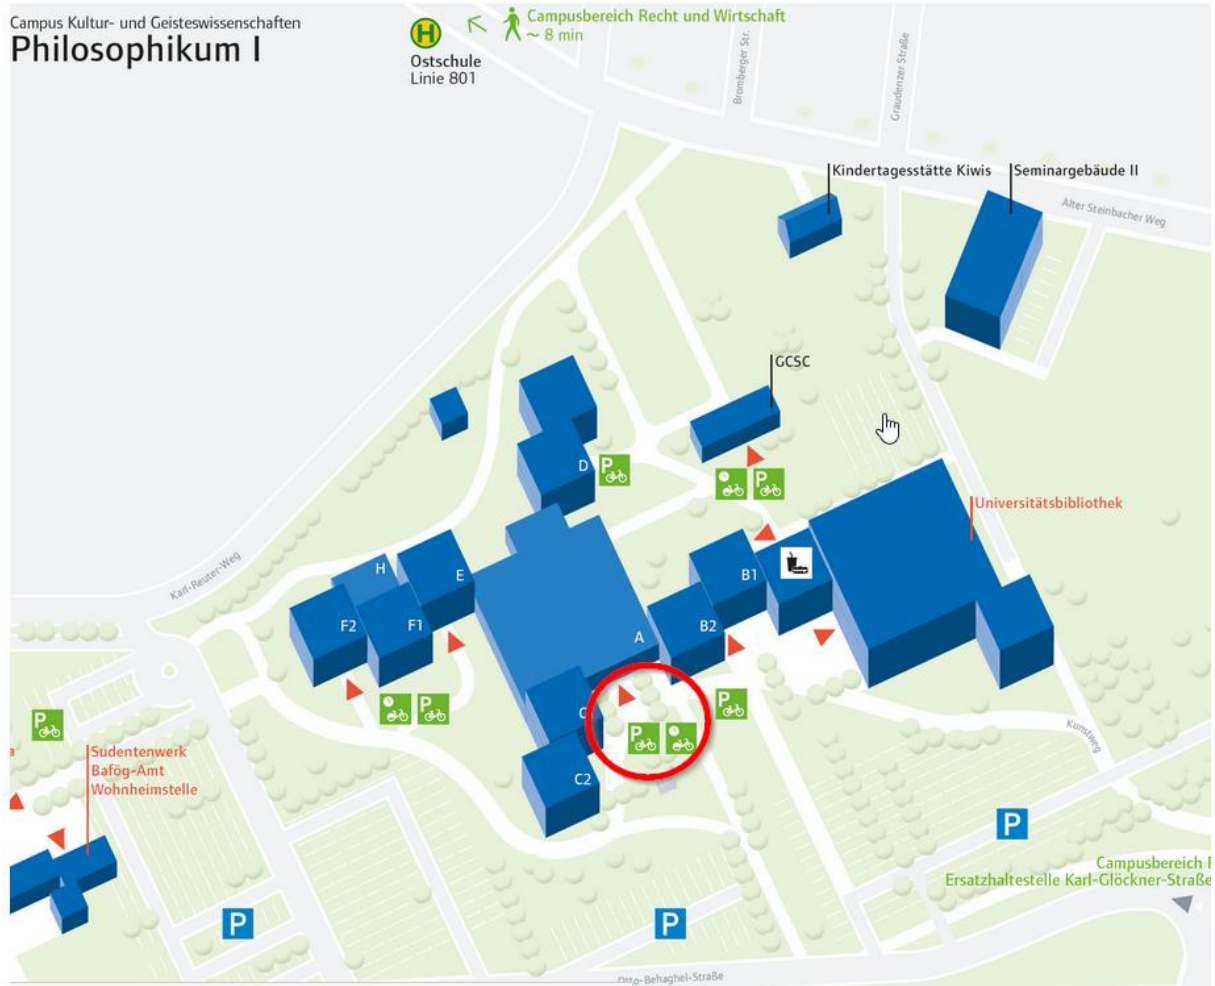 Campus Kultur- und Geisteswissenschaften
Philosophikum I
H
Ostschule
Linie 801
Campusbereich Recht und Wirtschaft
~ 8 min
Bromberger Str.
Graudenzer Straße
Kindertagesstätte Kiwis
Seminargebäude II
Alter Steinbacher Weg
GCSC
D
P
P
Universitätsbibliothek
Karl-Reuter-Weg
H
E
B1
F2
F1
A
B2
P
P
P
P
C2
Kunstweg
Sudentenwerk
Bafög-Amt
Wohnheimstelle
P
P
P
Campusbereich
Ersatzhaltestelle Karl-Glöckner-Straße
Otto-Behaghel-Straße